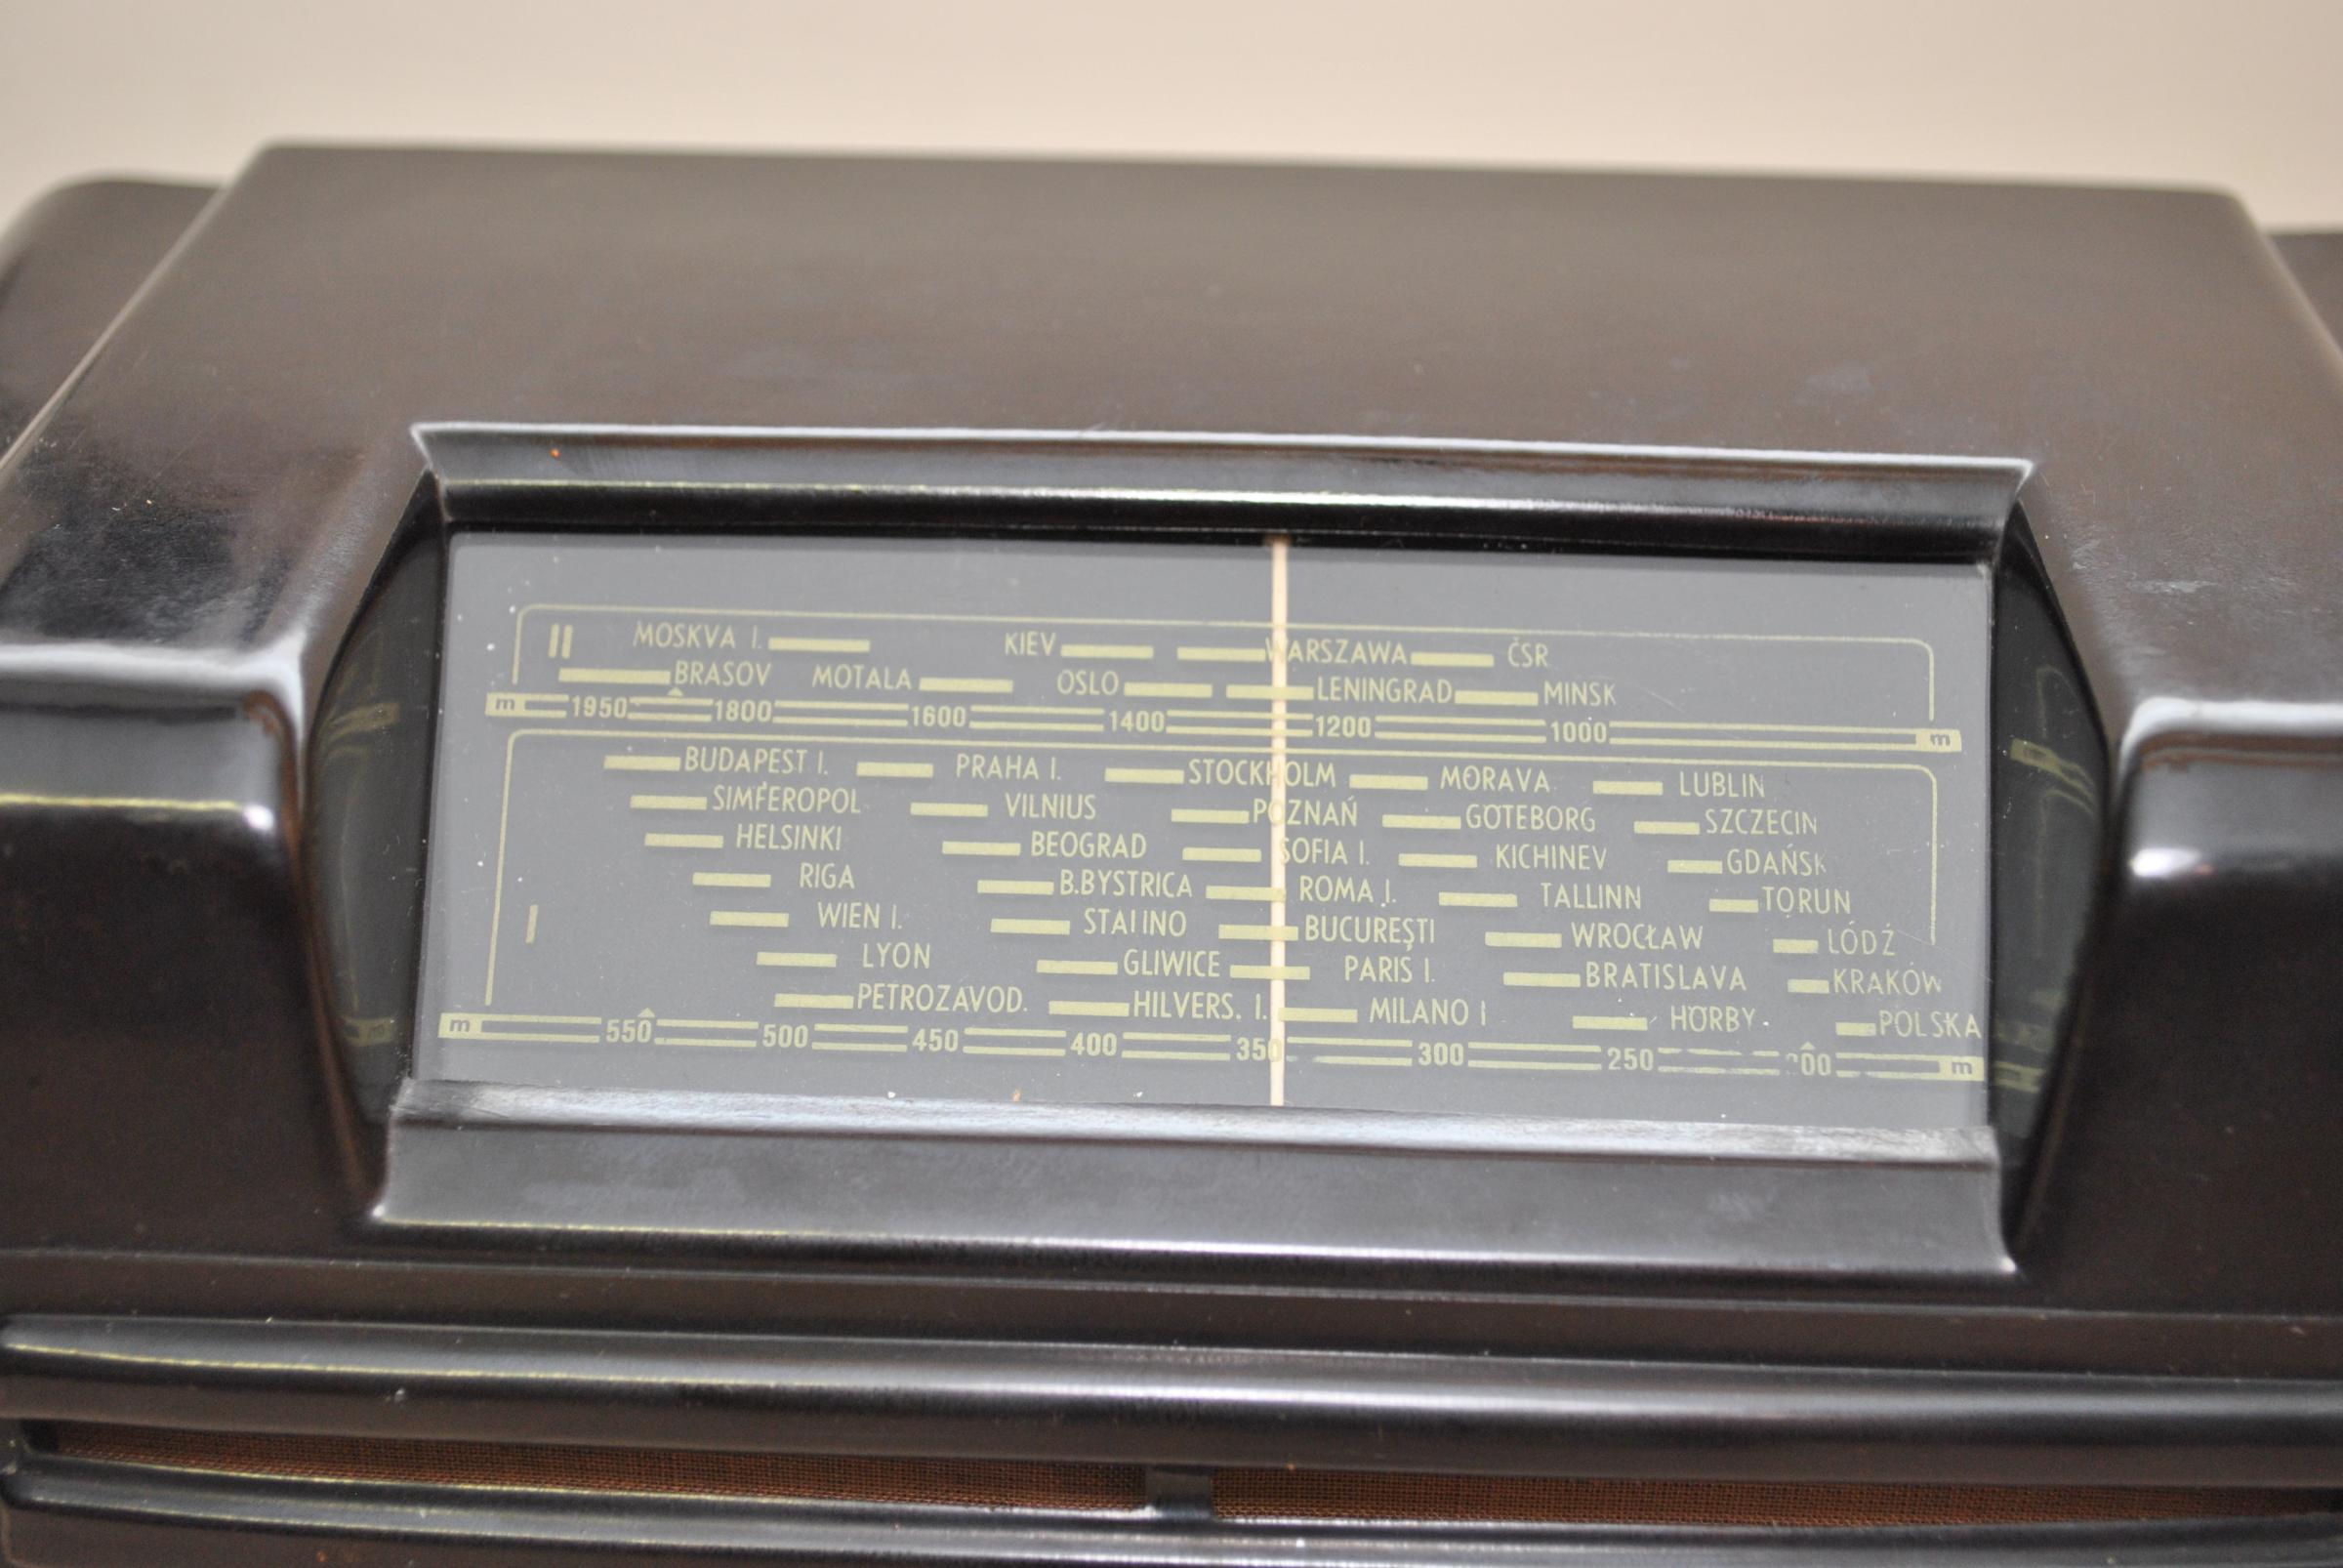 II MOSKVA I. KIEV WARSZAWA ČSR
BRASOV MOTALA OSLO LENINGRAD MINSK
m 1950 1800 1600 1400 1200 1000 m
BUDAPEST I. PRAHA I. STOCKHOLM MORAVA LUBLIN
SIMFEROPOL VILNIUS POZNAŃ GÖTEBORG SZCZECIN
HELSINKI BEOGRAD SOFIA I. KICHINEV GDAŃSK
RIGA B.BYSTRICA ROMA I. TALLINN TORUN
I WIEN I. STALINO BUCUREŞTI WROCŁAW ŁÓDŹ
LYON GLIWICE PARIS I. BRATISLAVA KRAKÓW
PETROZAVOD. HILVERS. I. MILANO I HÖRBY POLSKA
m 550 500 450 400 350 300 250 200 m